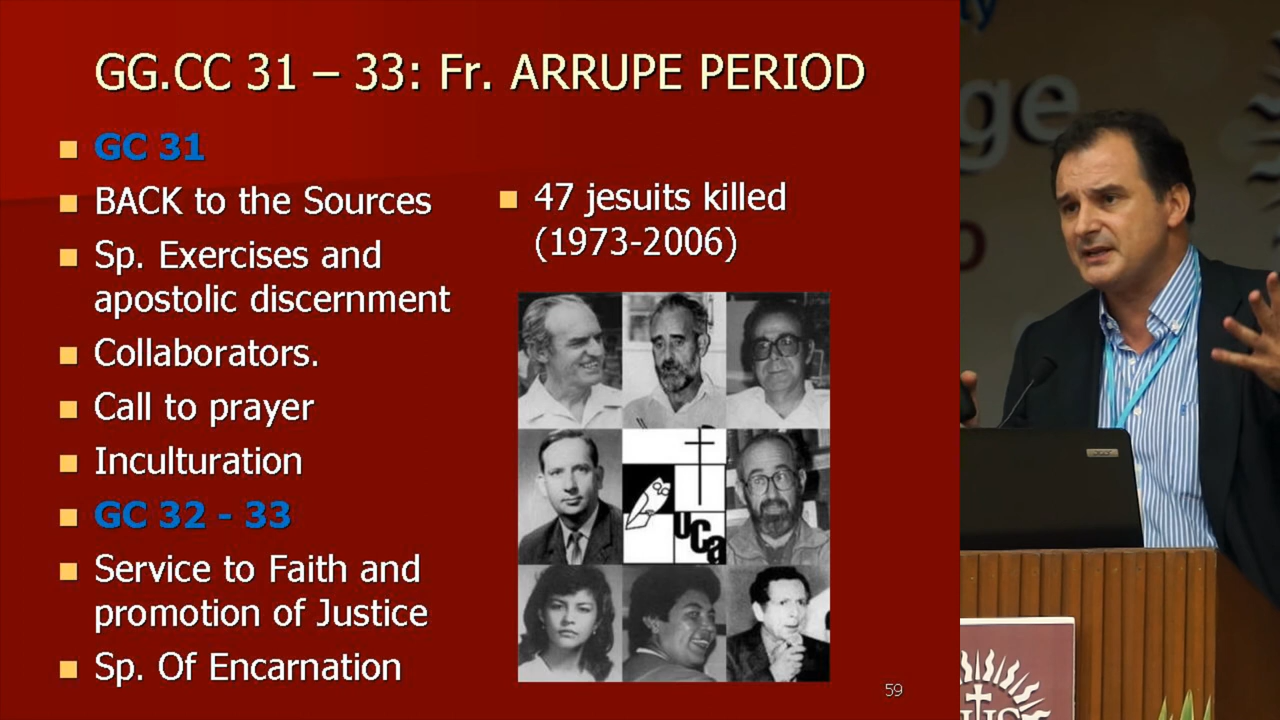 GG.CC 31 – 33: Fr. ARRUPE PERIOD
GC 31
BACK to the Sources
Sp. Exercises and
apostolic discernment
Collaborators.
Call to prayer
Inculturation
GC 32 - 33
Service to Faith and
promotion of Justice
Sp. Of Encarnation
47 jesuits killed
(1973-2006)
uca
59
ge
acer